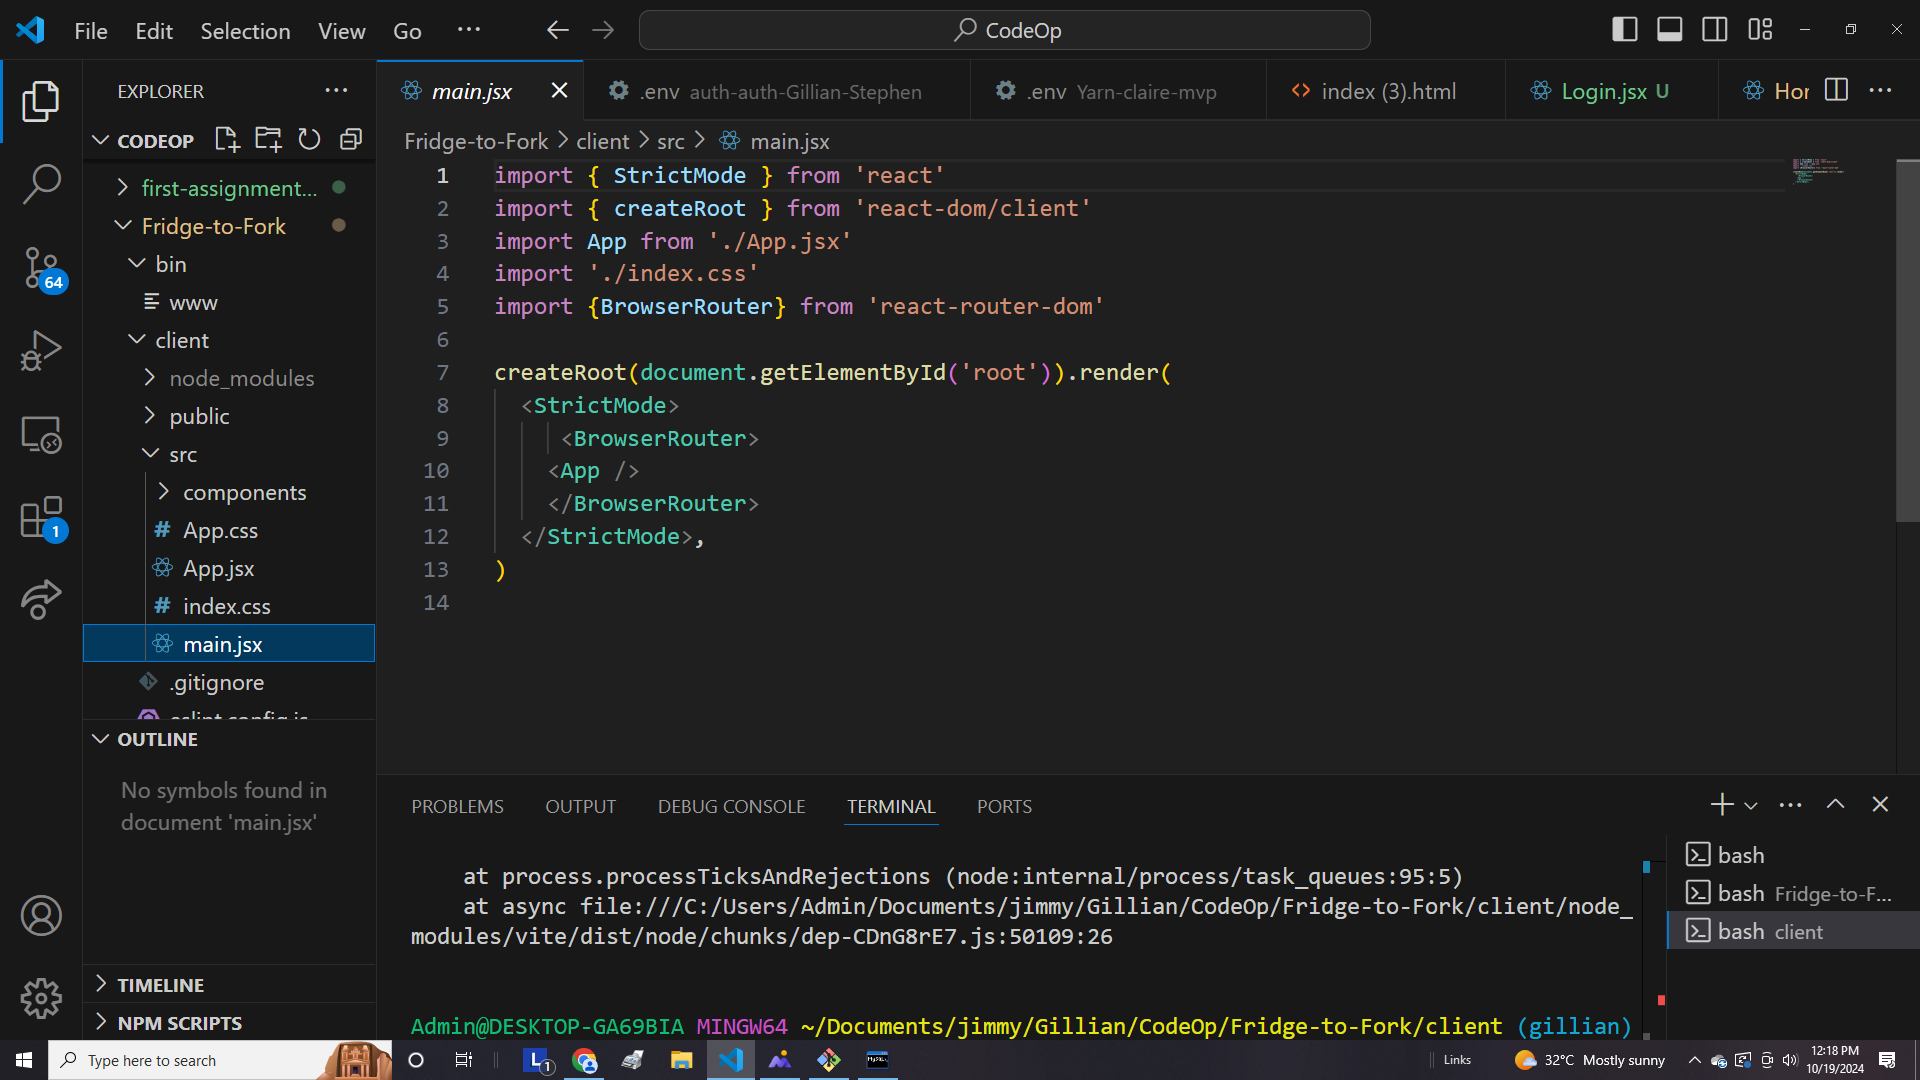 File Edit Selection View Go ... CodeOp
EXPLORER ...
main.jsx .env auth-auth-Gillian-Stephen .env Yarn-claire-mvp index (3).html Login.jsx U Hor ...
CODEOP
Fridge-to-Fork > client > src > main.jsx
first-assignment...
Fridge-to-Fork
bin
www
client
node_modules
public
src
components
App.css
App.jsx
index.css
main.jsx
.gitignore
eslint.config.js
OUTLINE
No symbols found in
document 'main.jsx'
TIMELINE
NPM SCRIPTS
64
1
1 import { StrictMode } from 'react'
2 import { createRoot } from 'react-dom/client'
3 import App from './App.jsx'
4 import './index.css'
5 import {BrowserRouter} from 'react-router-dom'
6
7 createRoot(document.getElementById('root')).render(
8 <StrictMode>
9 <BrowserRouter>
10 <App />
11 </BrowserRouter>
12 </StrictMode>,
13 )
14
PROBLEMS OUTPUT DEBUG CONSOLE TERMINAL PORTS
at process.processTicksAndRejections (node:internal/process/task_queues:95:5)
at async file:///C:/Users/Admin/Documents/jimmy/Gillian/CodeOp/Fridge-to-Fork/client/node_
modules/vite/dist/node/chunks/dep-CDnG8rE7.js:50109:26
Admin@DESKTOP-GA69BIA MINGW64 ~/Documents/jimmy/Gillian/CodeOp/Fridge-to-Fork/client (gillian)
bash
bash Fridge-to-F...
bash client
Type here to search
L 1
MySQL
Links
32°C Mostly sunny
12:18 PM
10/19/2024